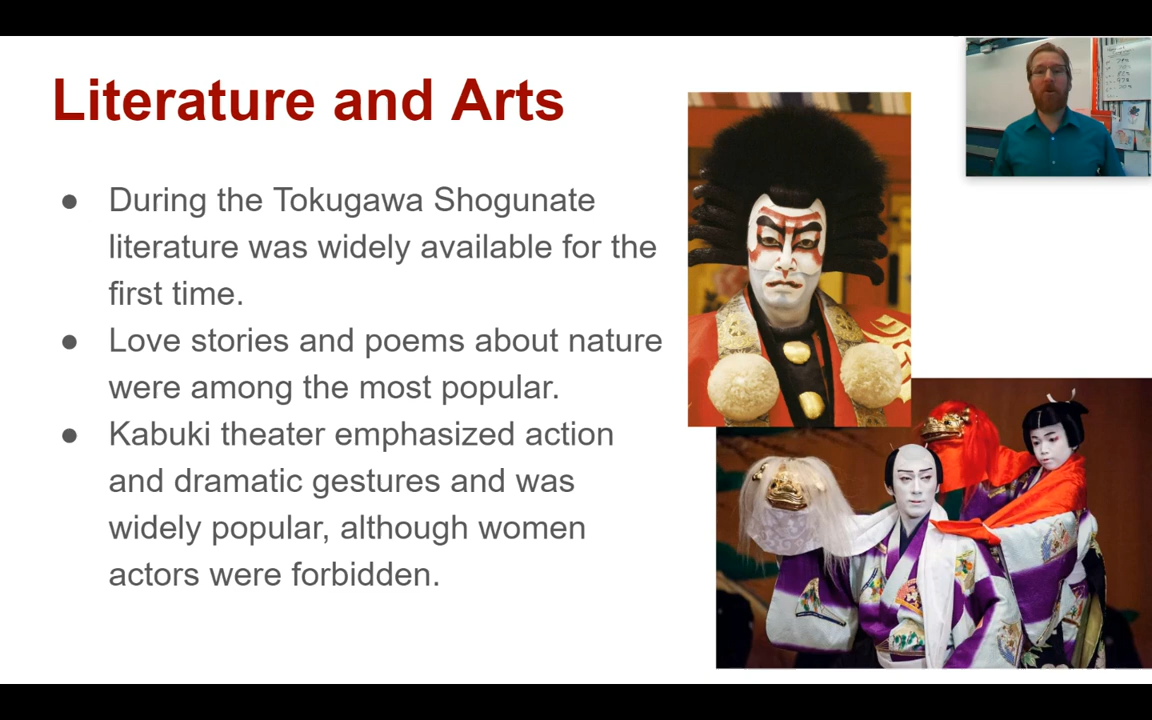 Literature and Arts
● During the Tokugawa Shogunate
literature was widely available for the
first time.
● Love stories and poems about nature
were among the most popular.
● Kabuki theater emphasized action
and dramatic gestures and was
widely popular, although women
actors were forbidden.